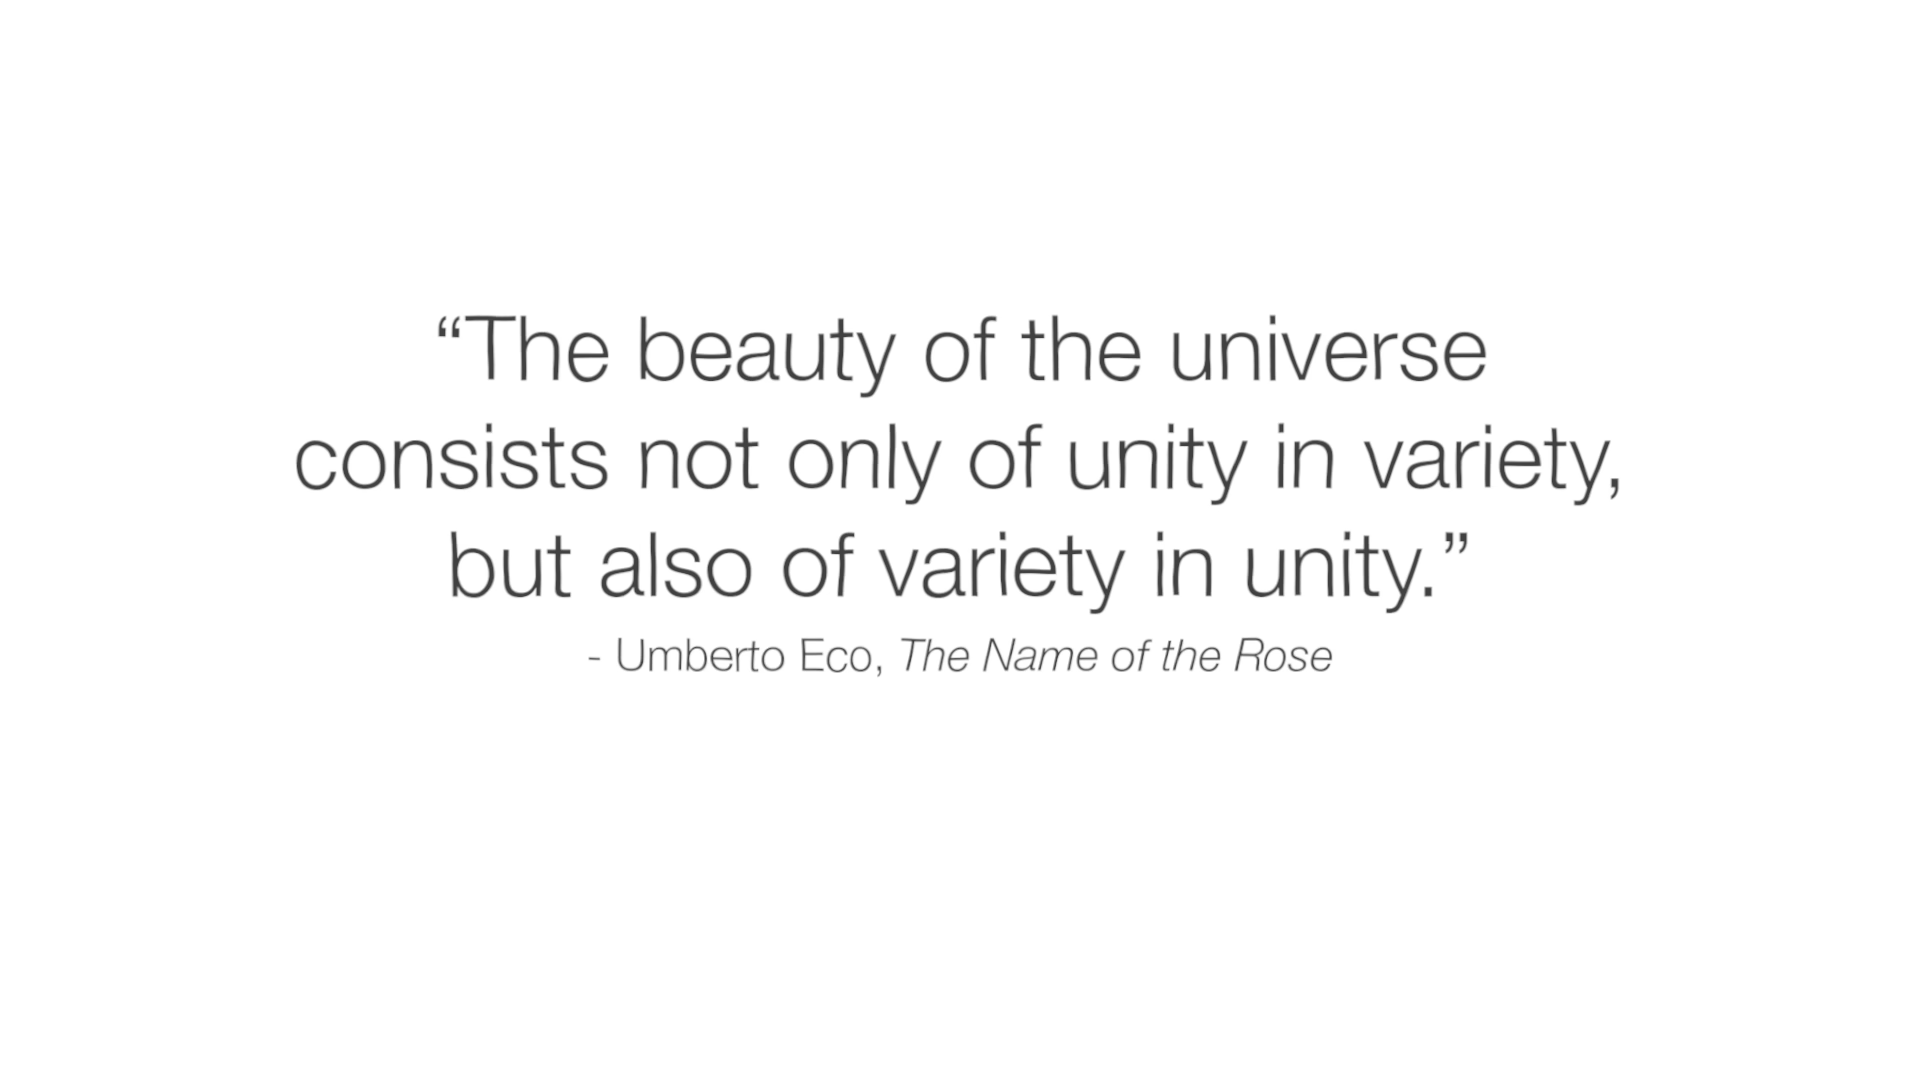 “The beauty of the universe
consists not only of unity in variety,
but also of variety in unity.”
- Umberto Eco, The Name of the Rose